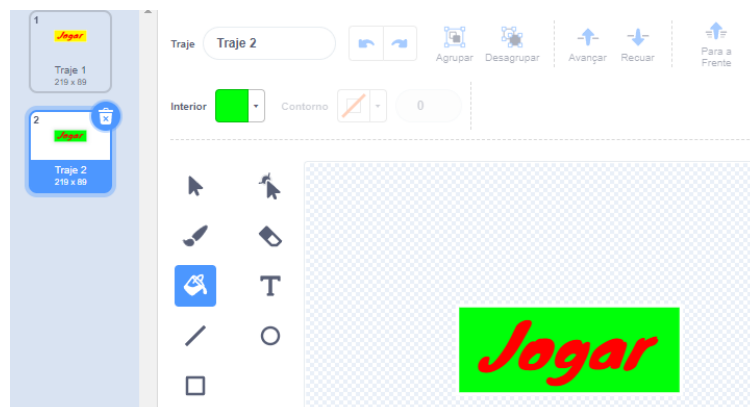 1
Jogar
Traje 1
219 x 89
2
Jogar
Traje 2
219 x 89
Traje Traje 2
Agrupar Desagrupar Avançar Recuar Para a
Frente
Interior Contorno 0
T
Jogar